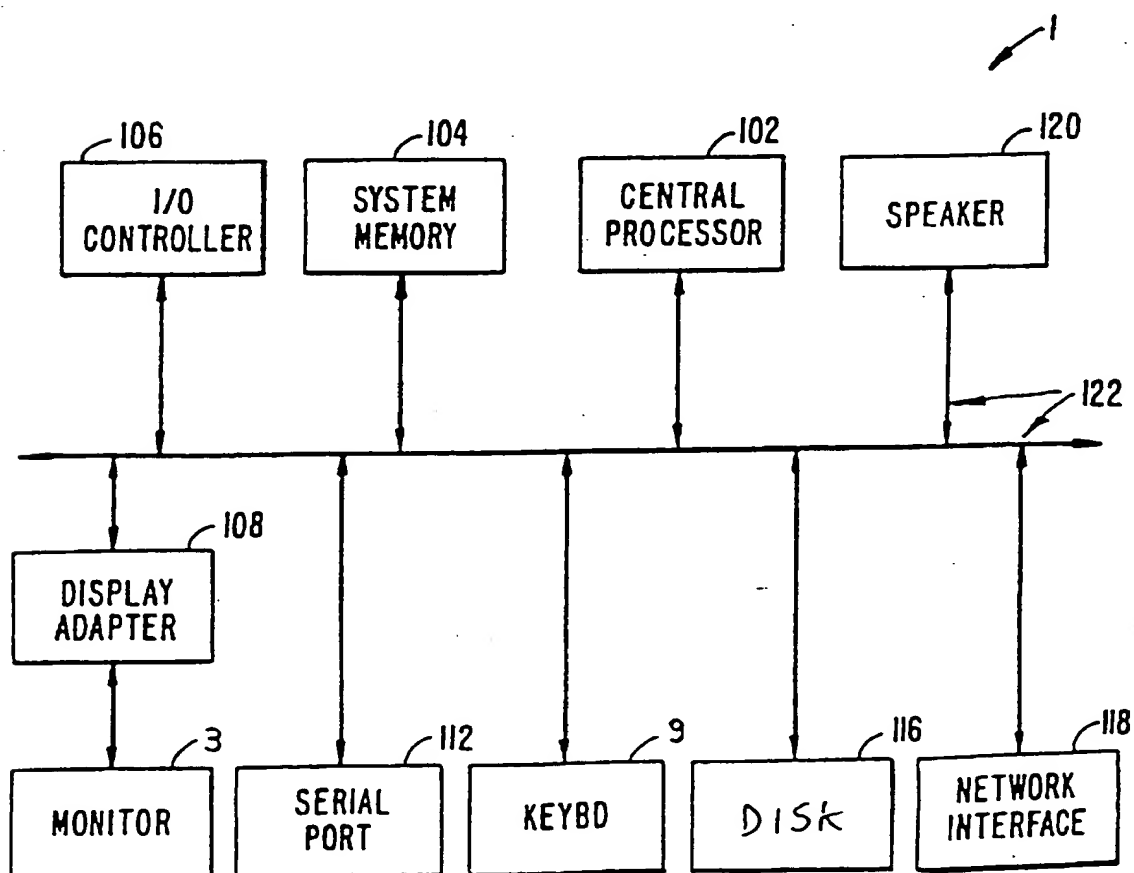 1
106
104
102
120
I/O
CONTROLLER
SYSTEM
MEMORY
CENTRAL
PROCESSOR
SPEAKER
122
108
DISPLAY
ADAPTER
3
112
9
116
118
MONITOR
SERIAL
PORT
KEYBD
DISK
NETWORK
INTERFACE